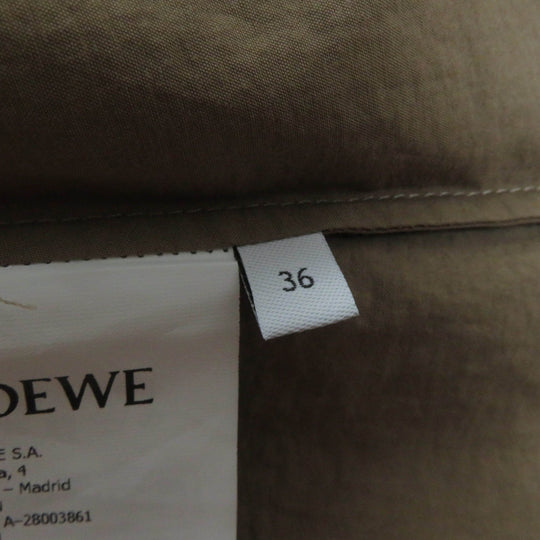 36
OEWE
E S.A.
a, 4
– Madrid
A-28003861